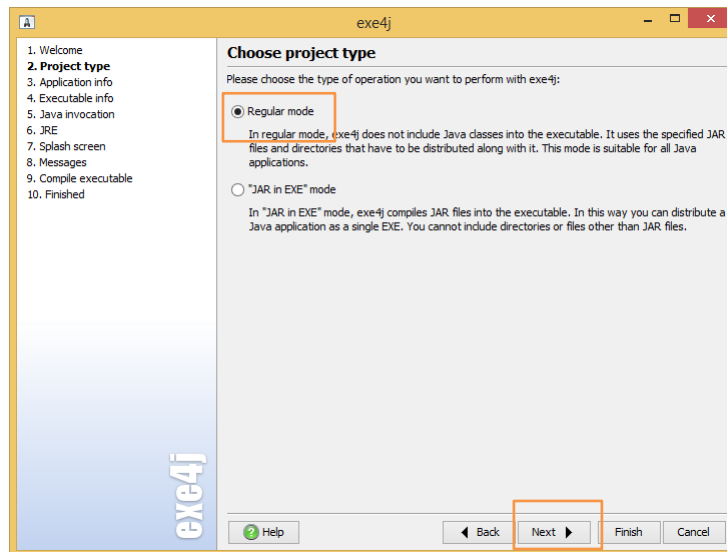 exe4j
1. Welcome
2. Project type
3. Application info
4. Executable info
5. Java invocation
6. JRE
7. Splash screen
8. Messages
9. Compile executable
10. Finished
exe4j
Choose project type
Please choose the type of operation you want to perform with exe4j:
Regular mode
In regular mode, exe4j does not include Java classes into the executable. It uses the specified JAR
files and directories that have to be distributed along with it. This mode is suitable for all Java
applications.
"JAR in EXE" mode
In "JAR in EXE" mode, exe4j compiles JAR files into the executable. In this way you can distribute a
Java application as a single EXE. You cannot include directories or files other than JAR files.
Help
Back
Next
Finish
Cancel